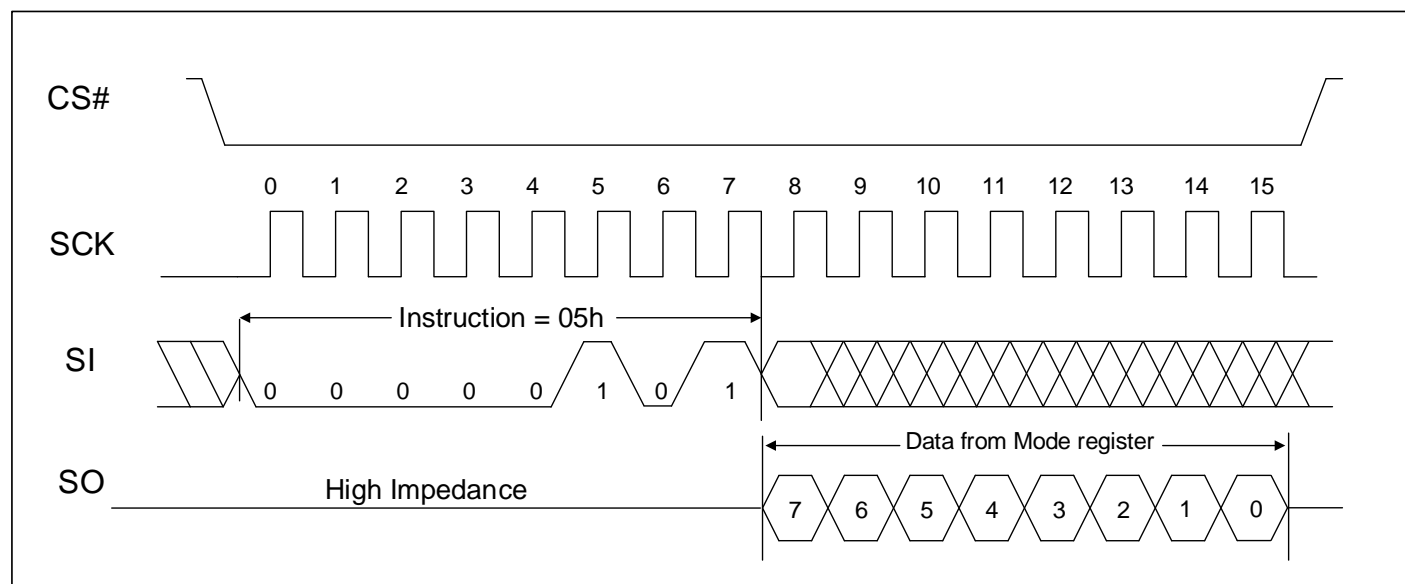 CS#
0 1 2 3 4 5 6 7 8 9 10 11 12 13 14 15
SCK
Instruction = 05h
SI
0 0 0 0 0 1 0 1
Data from Mode register
SO
High Impedance
7 6 5 4 3 2 1 0